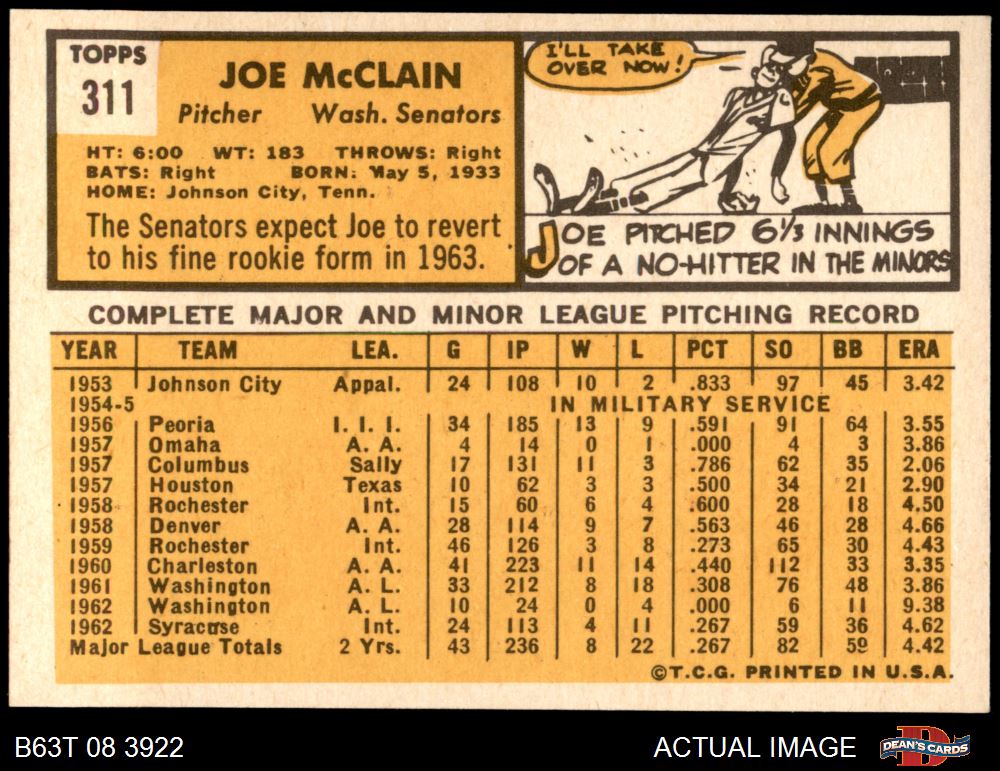 TOPPS
311
JOE McCLAIN
Pitcher Wash. Senators
HT: 6:00 WT: 183 THROWS: Right
BATS: Right BORN: May 5, 1933
HOME: Johnson City, Tenn.
The Senators expect Joe to revert
to his fine rookie form in 1963.
I'LL TAKE
OVER NOW!
JOE PITCHED 6⅓ INNINGS
OF A NO-HITTER IN THE MINORS
COMPLETE MAJOR AND MINOR LEAGUE PITCHING RECORD
YEAR TEAM LEA. G IP W L PCT SO BB ERA
1953 Johnson City Appal. 24 108 10 2 .833 97 45 3.42
1954-5 IN MILITARY SERVICE
1956 Peoria I. I. I. 34 185 13 9 .591 91 64 3.55
1957 Omaha A. A. 4 14 0 1 .000 4 3 3.86
1957 Columbus Sally 17 131 11 3 .786 62 35 2.06
1957 Houston Texas 10 62 3 3 .500 34 21 2.90
1958 Rochester Int. 15 60 6 4 .600 28 18 4.50
1958 Denver A. A. 28 114 9 7 .563 46 28 4.66
1959 Rochester Int. 46 126 3 8 .273 65 30 4.43
1960 Charleston A. A. 41 223 11 14 .440 112 33 3.35
1961 Washington A. L. 33 212 8 18 .308 76 48 3.86
1962 Washington A. L. 10 24 0 4 .000 6 11 9.38
1962 Syracuse Int. 24 113 4 11 .267 59 36 4.62
Major League Totals 2 Yrs. 43 236 8 22 .267 82 59 4.42
©T.C.G. PRINTED IN U.S.A.
B63T 08 3922 ACTUAL IMAGE DEAN'S CARDS